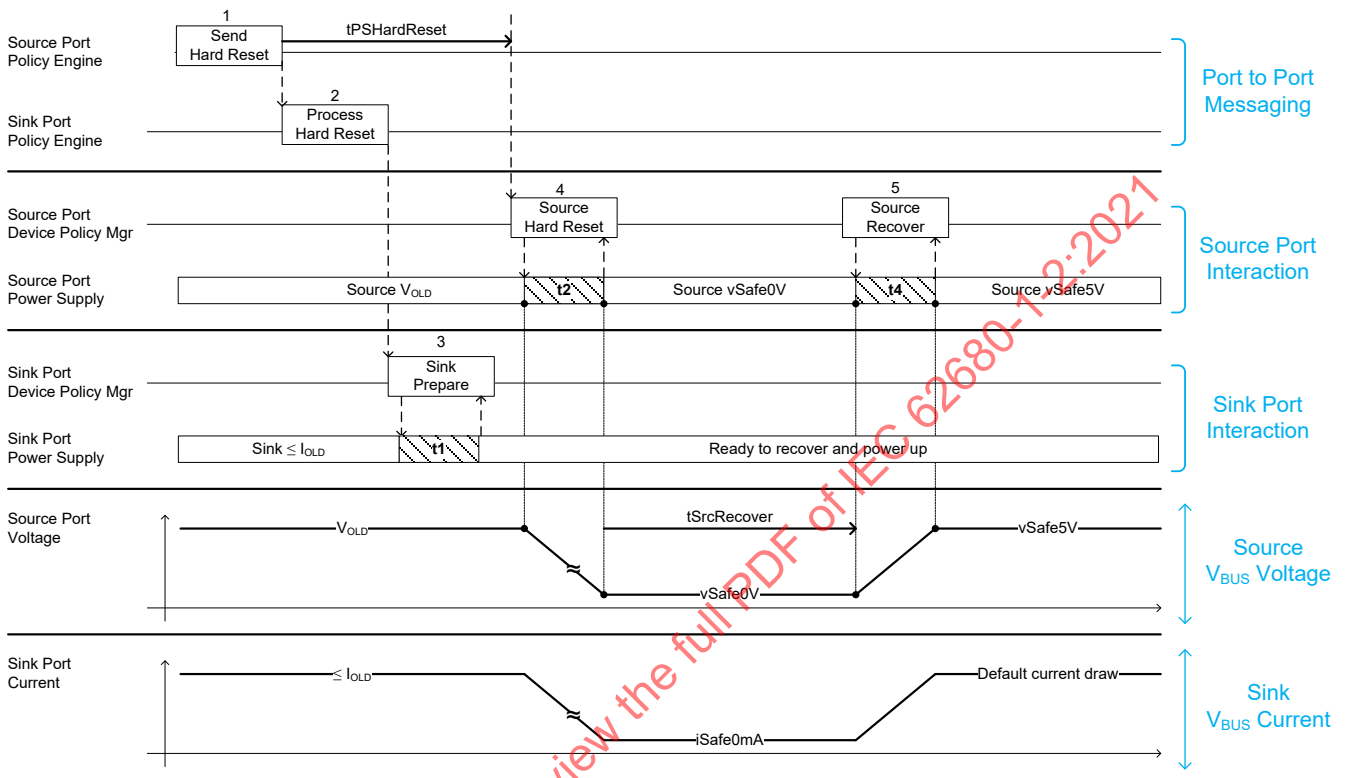 1
Source Port
Policy Engine
Send
Hard Reset
tPSHardReset
Port to Port
Messaging
2
Sink Port
Policy Engine
Process
Hard Reset
4
5
Source Port
Device Policy Mgr
Source
Hard Reset
Source
Recover
Source Port
Interaction
Source Port
Power Supply
Source VOLD
t2
Source vSafe0V
t4
Source vSafe5V
3
Sink Port
Device Policy Mgr
Sink
Prepare
Sink Port
Interaction
Sink Port
Power Supply
Sink ≤ IOLD
t1
Ready to recover and power up
Source Port
Voltage
VOLD
tSrcRecover
vSafe5V
vSafe0V
Source
VBUS Voltage
Sink Port
Current
≤ IOLD
Default current draw
iSafe0mA
Sink
VBUS Current
view the full PDF of IEC 62680-1-2:2021